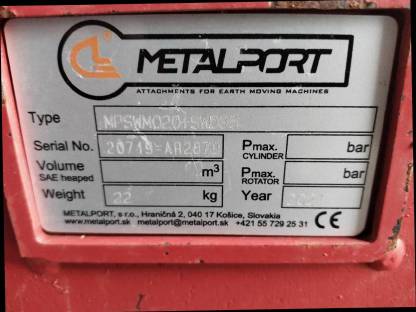 METALPORT
ATTACHMENTS FOR EARTH MOVING MACHINES
Type
Serial No. Pmax. CYLINDER bar
Volume SAE heaped m³ Pmax. ROTATOR bar
Weight 22 kg Year
METALPORT, s.r.o., Hraničná 9, 040 17 Košice, Slovakia
www.metalport.sk metalport@metalport.sk +421 55 729 25 31 CE